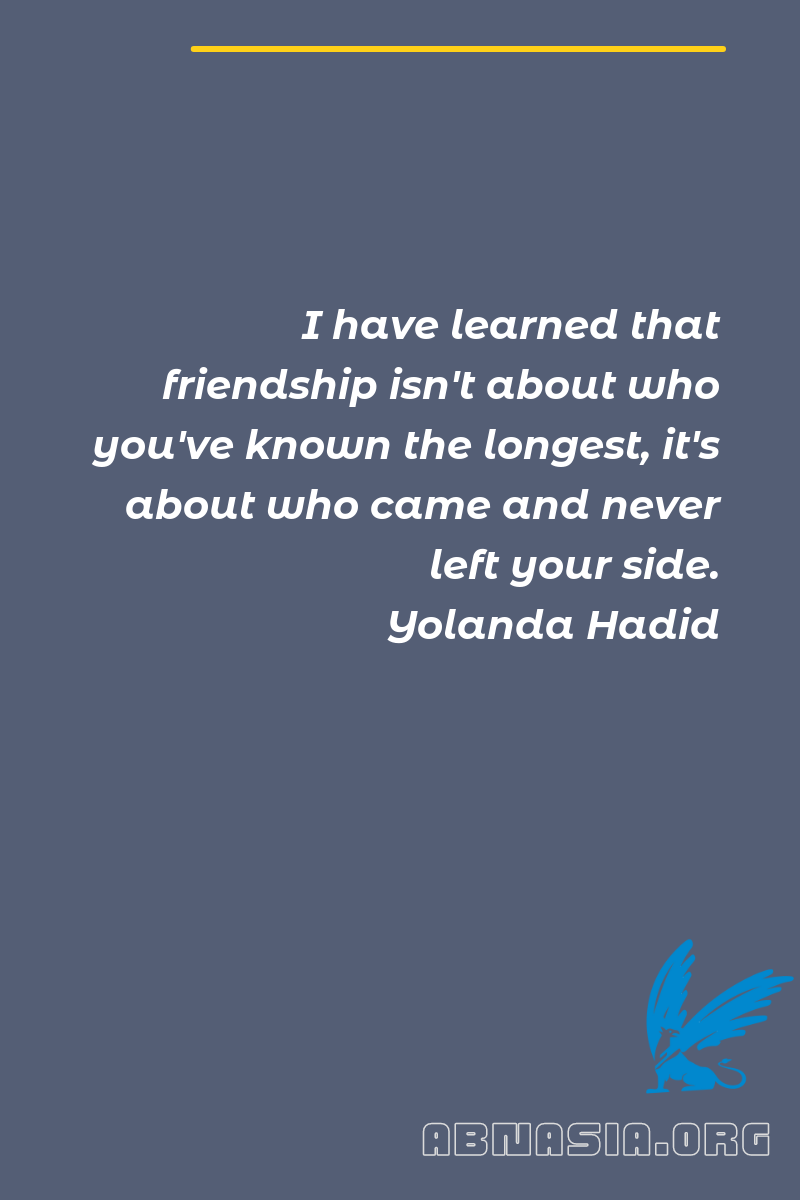 I have learned that
friendship isn't about who
you've known the longest, it's
about who came and never
left your side.
Yolanda Hadid
ABNASIA.ORG